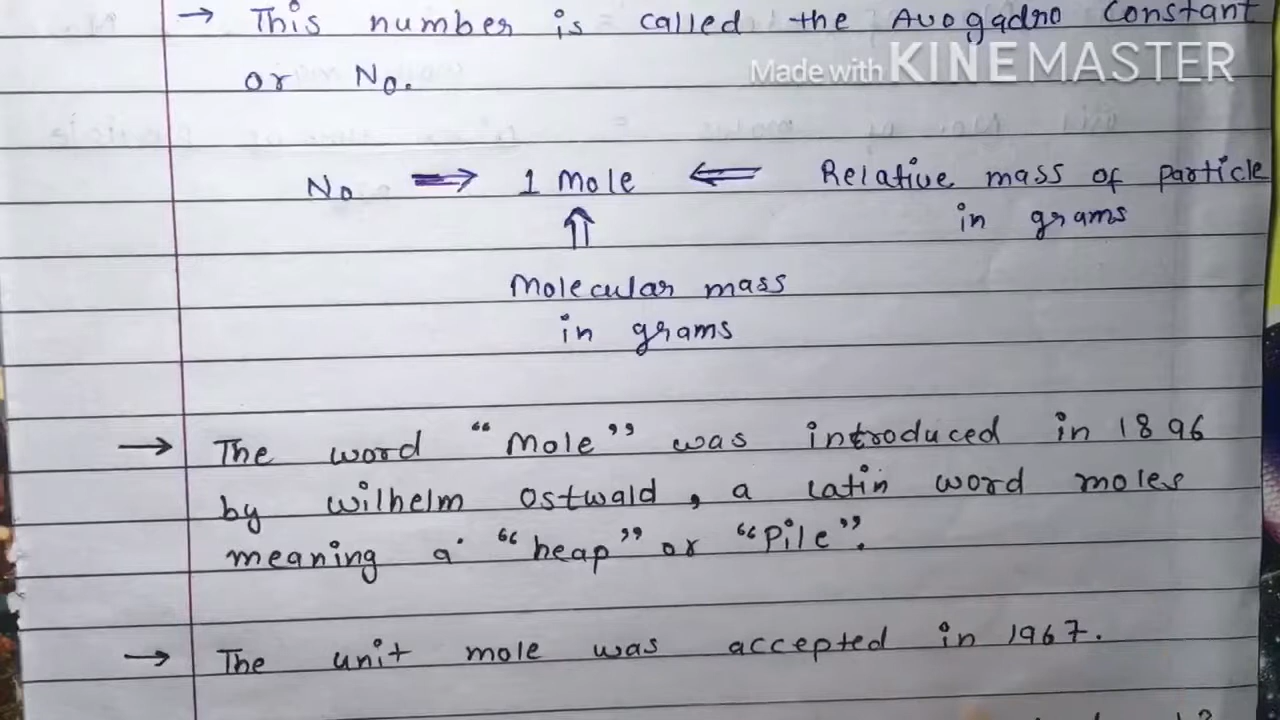 → This number is called the Avogadro Constant
Made with KINEMASTER
or No.
No ⇒ 1 Mole ⇐ Relative mass of particle
in grams
⇑
Molecular mass
in grams
→ The word "Mole" was introduced in 1896
by Wilhelm Ostwald, a Latin word moles
meaning a "heap" or "Pile".
→ The unit mole was accepted in 1967.